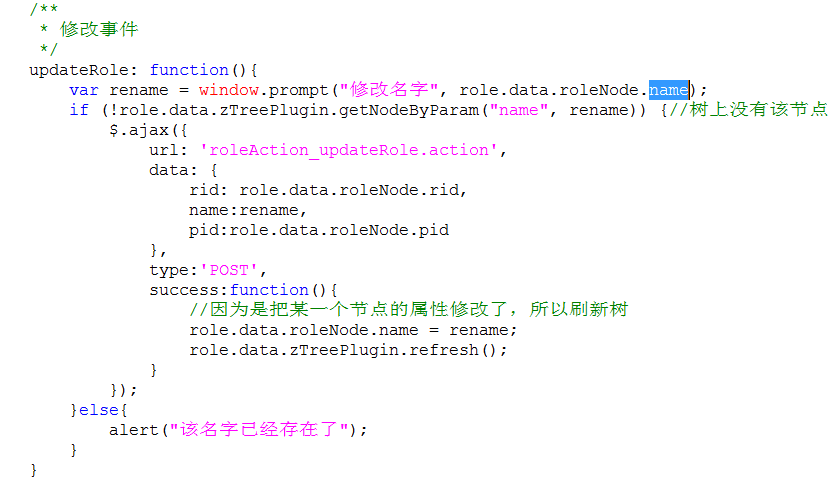 /**
 * 修改事件
 */
updateRole: function(){
    var rename = window.prompt("修改名字", role.data.roleNode.name);
    if (!role.data.zTreePlugin.getNodeByParam("name", rename)) {//树上没有该节点
        $.ajax({
            url: 'roleAction_updateRole.action',
            data: {
                rid: role.data.roleNode.rid,
                name:rename,
                pid:role.data.roleNode.pid
            },
            type:'POST',
            success:function(){
                //因为是把某一个节点的属性修改了，所以刷新树
                role.data.roleNode.name = rename;
                role.data.zTreePlugin.refresh();
            }
        });
    }else{
        alert("该名字已经存在了");
    }
}